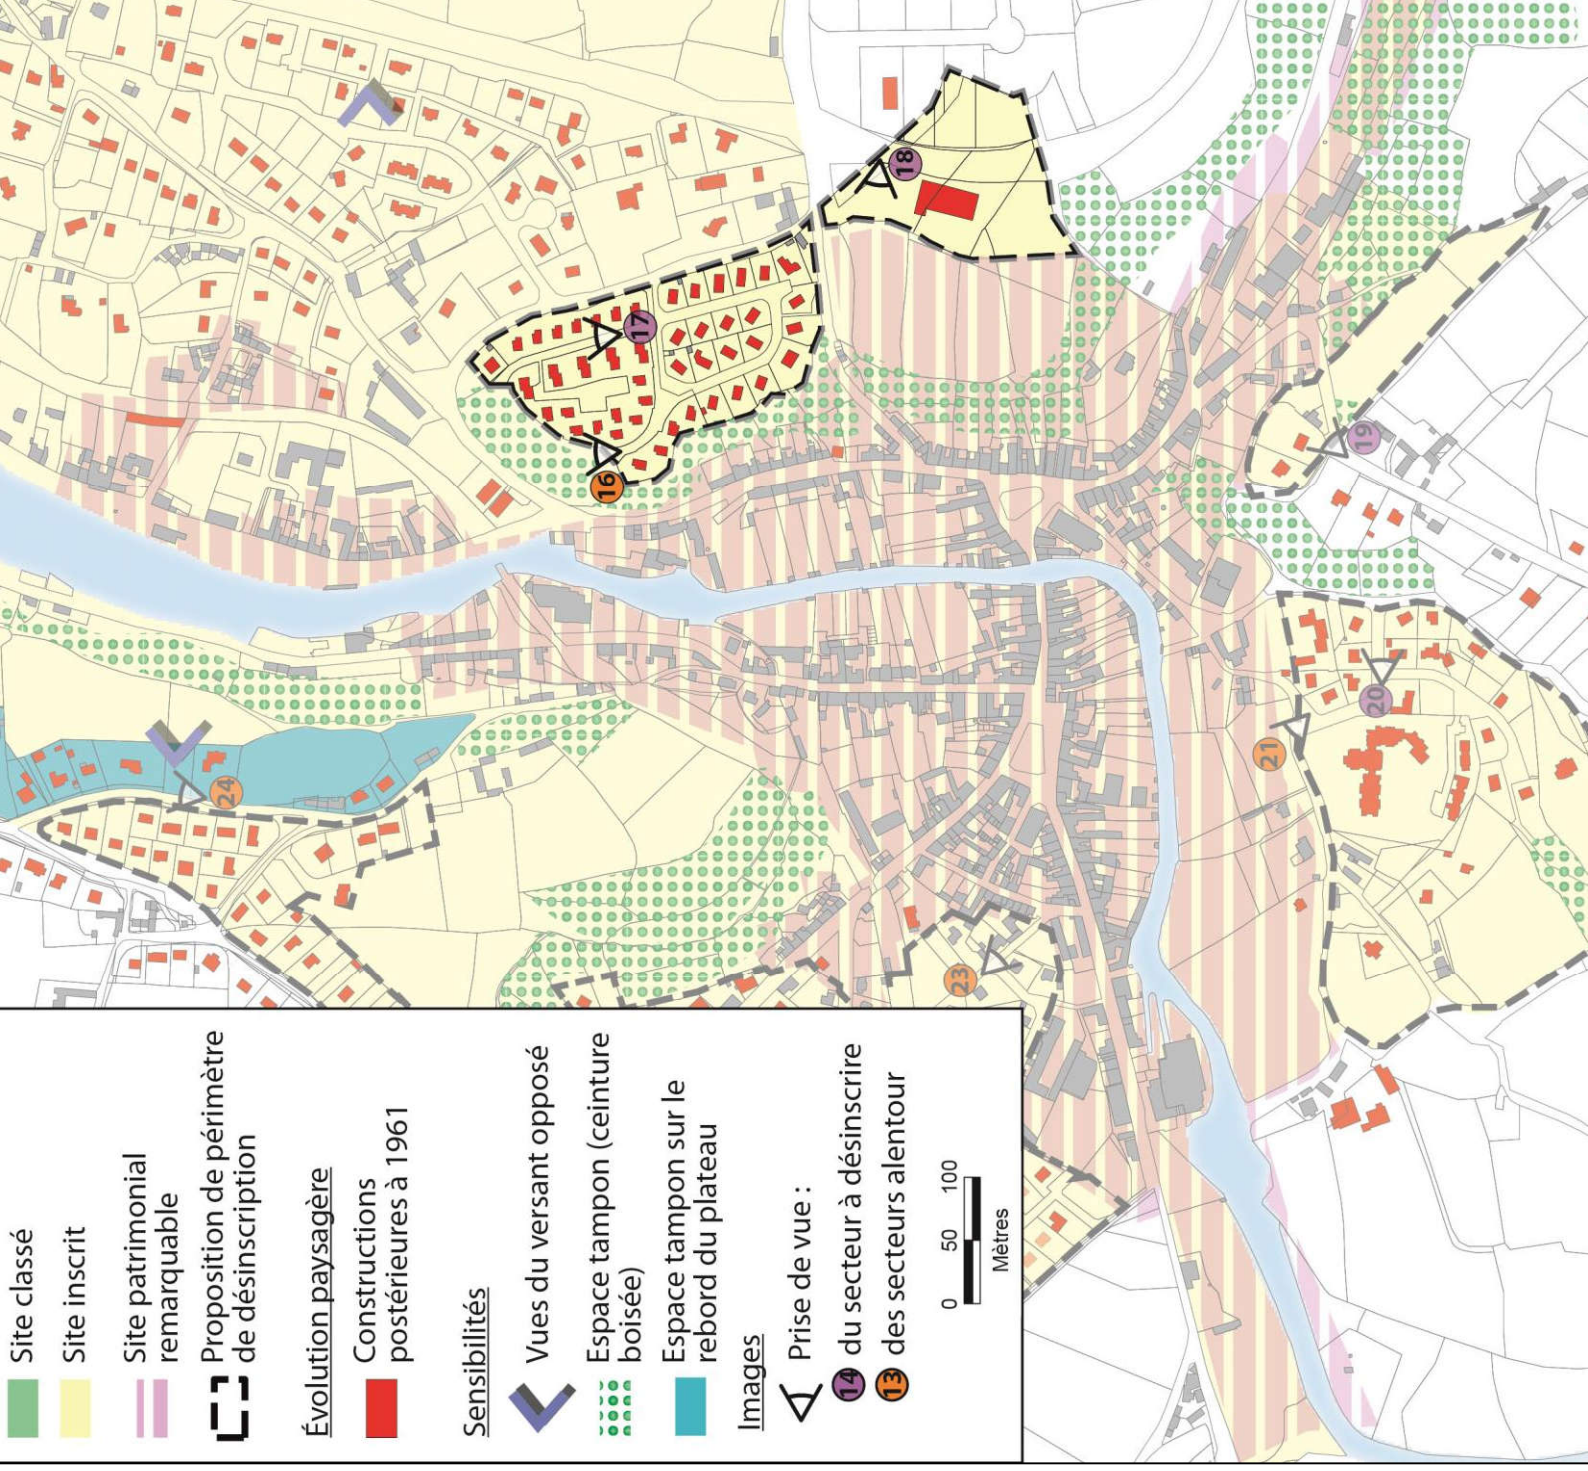 Site classé
Site inscrit
Site patrimonial
remarquable
Proposition de périmètre
de désinscription
Évolution paysagère
Constructions
postérieures à 1961
Sensibilités
Vues du versant opposé
Espace tampon (ceinture
boisée)
Espace tampon sur le
rebord du plateau
Images
Prise de vue :
14 du secteur à désinscrire
13 des secteurs alentour
0 50 100
Mètres
24
23
21
20
16
17
19
18